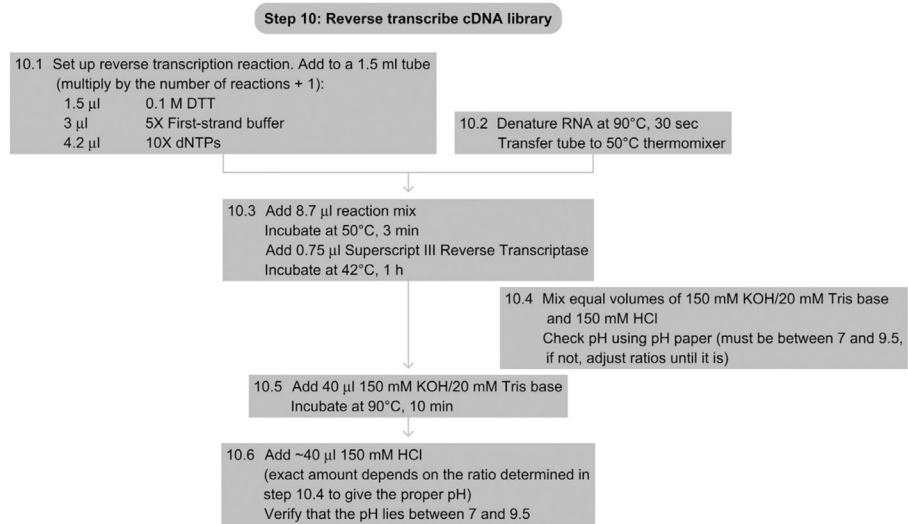 Step 10: Reverse transcribe cDNA library
10.1 Set up reverse transcription reaction. Add to a 1.5 ml tube
(multiply by the number of reactions + 1):
1.5 µl 0.1 M DTT
3 µl 5X First-strand buffer
4.2 µl 10X dNTPs
10.2 Denature RNA at 90°C, 30 sec
Transfer tube to 50°C thermomixer
10.3 Add 8.7 µl reaction mix
Incubate at 50°C, 3 min
Add 0.75 µl Superscript III Reverse Transcriptase
Incubate at 42°C, 1 h
10.4 Mix equal volumes of 150 mM KOH/20 mM Tris base
and 150 mM HCl
Check pH using pH paper (must be between 7 and 9.5,
if not, adjust ratios until it is)
10.5 Add 40 µl 150 mM KOH/20 mM Tris base
Incubate at 90°C, 10 min
10.6 Add ~40 µl 150 mM HCl
(exact amount depends on the ratio determined in
step 10.4 to give the proper pH)
Verify that the pH lies between 7 and 9.5